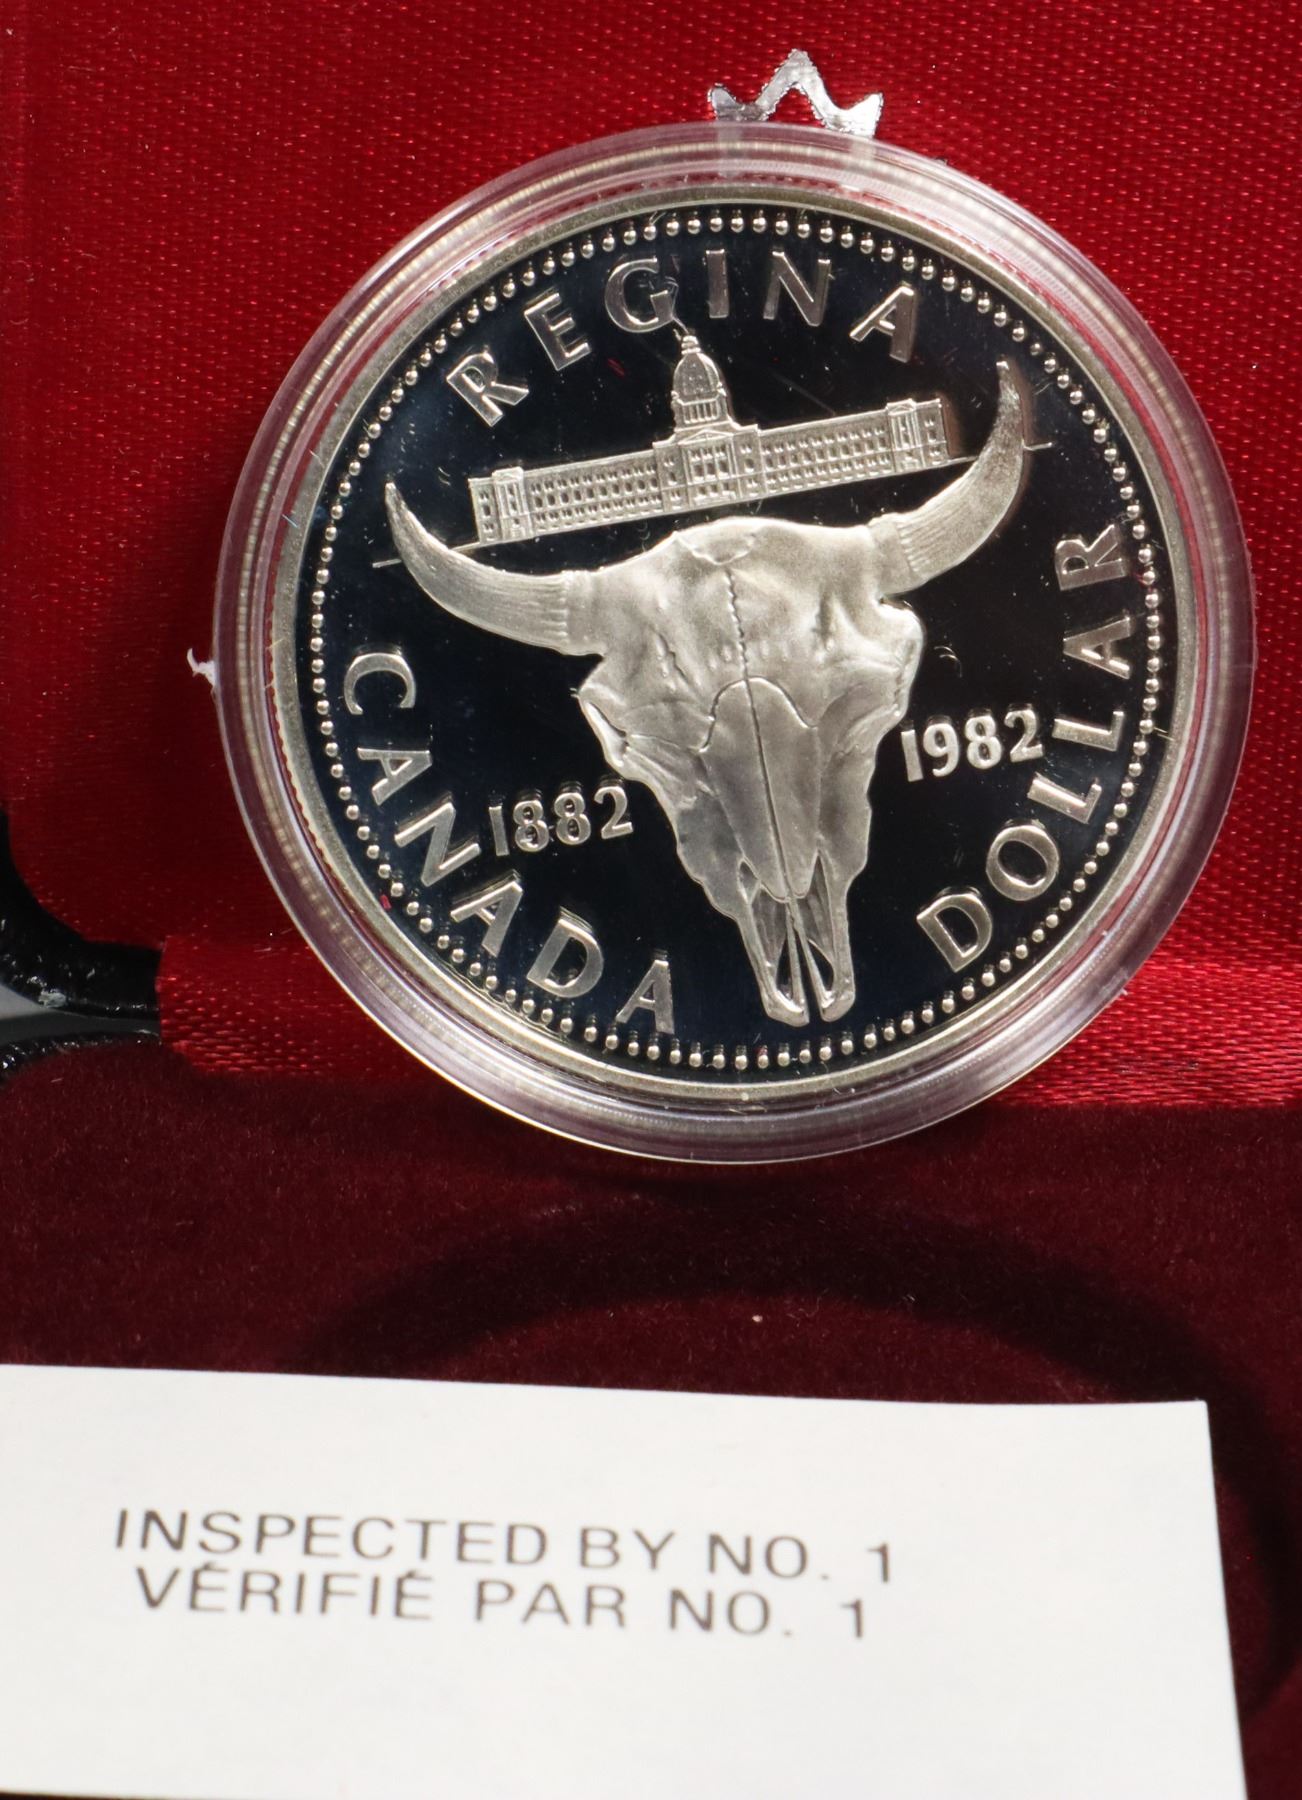 REGINA
1882
1982
CANADA
DOLLAR
INSPECTED BY NO. 1
VÉRIFIÉ PAR NO. 1